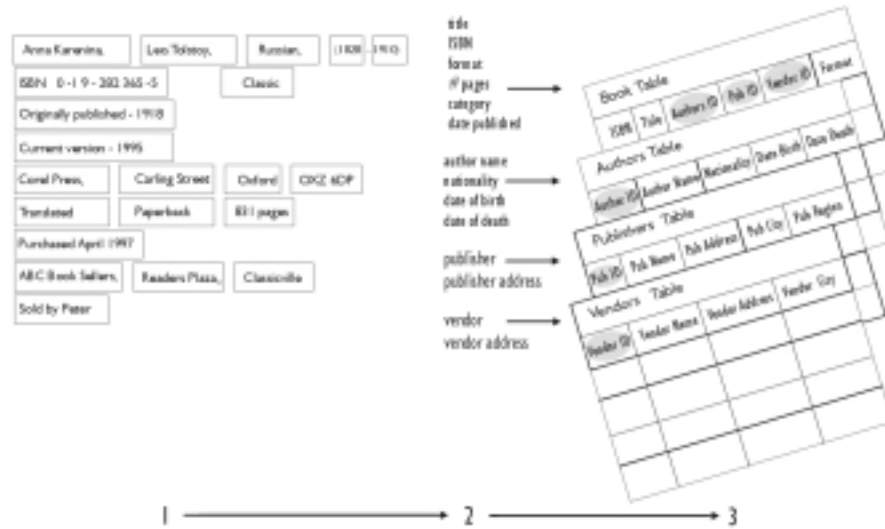 Anna Karenina, Leo Tolstoy, Russian, (1828 - 1910)
ISBN 0-19-282 365 -5 Classic
Originally published - 1918
Current version - 1995
Carel Press, Carling Street Oxford OXZ 6DP
Translated Paperback 831 pages
Purchased April 1997
ABC Book Sellers, Readers Plaza, Classicville
Sold by Peter
title
ISBN
format
# pages
category
date published
author name
nationality
date of birth
date of death
publisher
publisher address
vendor
vendor address
Book Table
ISBN Title Authors ID Pub ID Vendor ID Format
Authors Table
Author ID Author Name Nationality Date Birth Date Death
Publishers Table
Pub ID Pub Name Pub Address Pub City Pub Region
Vendors Table
Vendor ID Vendor Name Vendor Address Vendor City
1 2 3